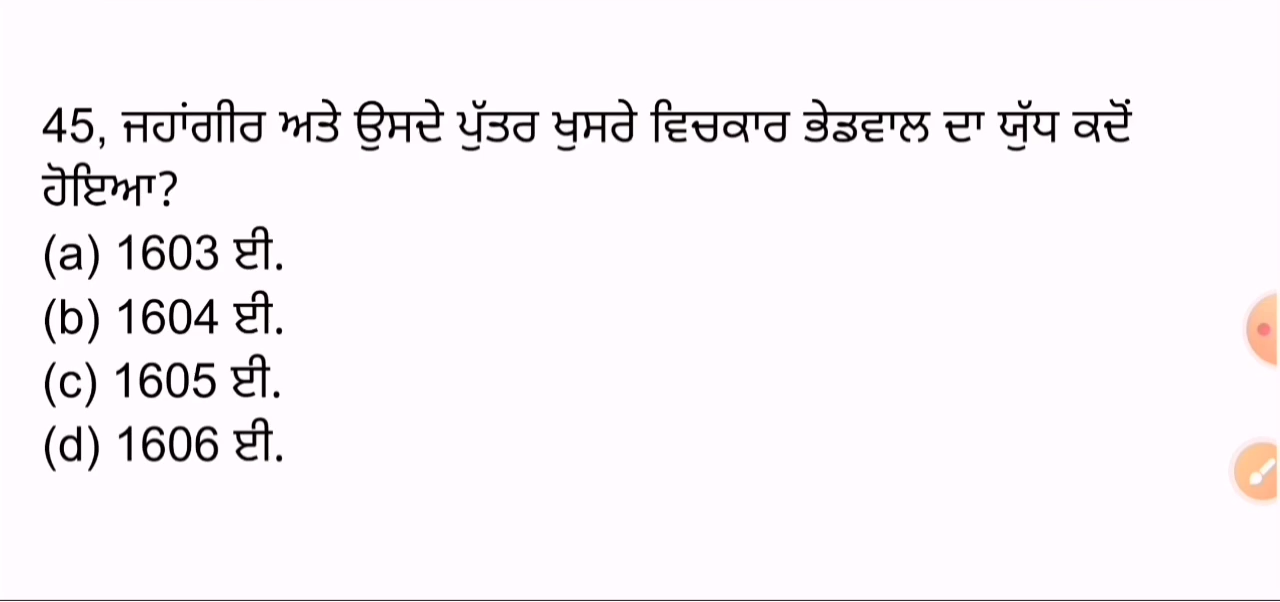 45, ਜਹਾਂਗੀਰ ਅਤੇ ਉਸਦੇ ਪੁੱਤਰ ਖੁਸਰੇ ਵਿਚਕਾਰ ਭੇਡਵਾਲ ਦਾ ਯੁੱਧ ਕਦੋਂ
ਹੋਇਆ?
(a) 1603 ਈ.
(b) 1604 ਈ.
(c) 1605 ਈ.
(d) 1606 ਈ.